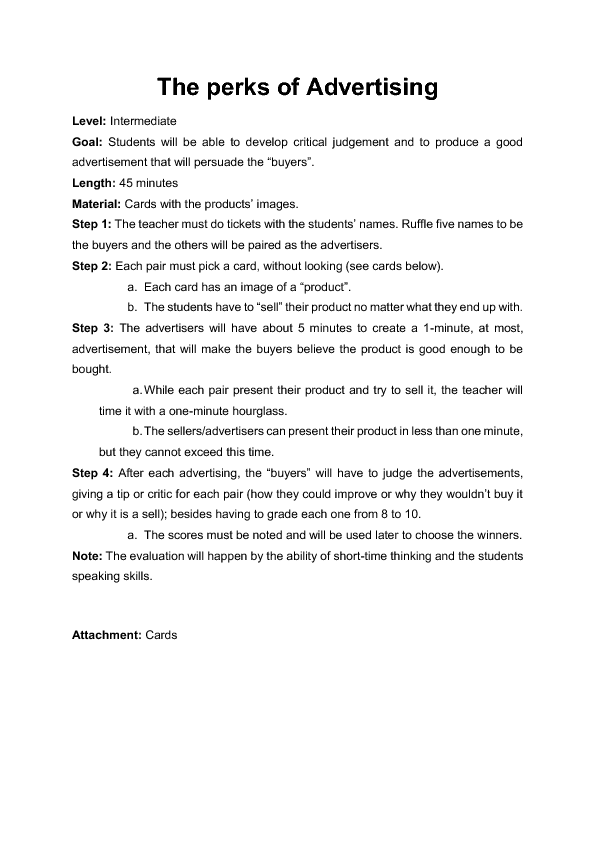 The perks of Advertising
Level: Intermediate
Goal: Students will be able to develop critical judgement and to produce a good
advertisement that will persuade the “buyers”.
Length: 45 minutes
Material: Cards with the products’ images.
Step 1: The teacher must do tickets with the students’ names. Ruffle five names to be
the buyers and the others will be paired as the advertisers.
Step 2: Each pair must pick a card, without looking (see cards below).
a. Each card has an image of a “product”.
b. The students have to “sell” their product no matter what they end up with.
Step 3: The advertisers will have about 5 minutes to create a 1-minute, at most,
advertisement, that will make the buyers believe the product is good enough to be
bought.
a. While each pair present their product and try to sell it, the teacher will
time it with a one-minute hourglass.
b. The sellers/advertisers can present their product in less than one minute,
but they cannot exceed this time.
Step 4: After each advertising, the “buyers” will have to judge the advertisements,
giving a tip or critic for each pair (how they could improve or why they wouldn’t buy it
or why it is a sell); besides having to grade each one from 8 to 10.
a. The scores must be noted and will be used later to choose the winners.
Note: The evaluation will happen by the ability of short-time thinking and the students
speaking skills.
Attachment: Cards